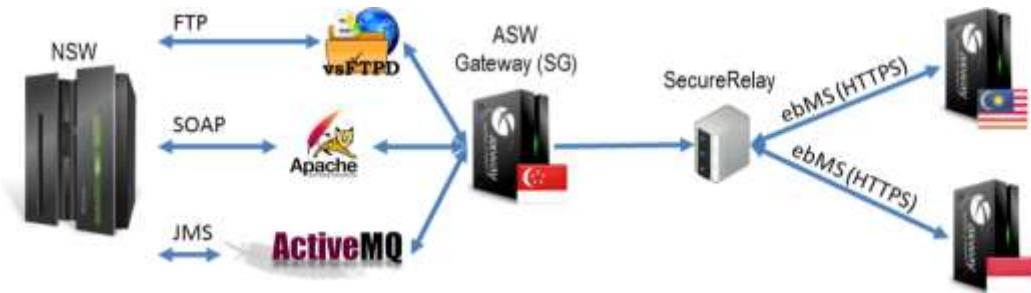 FTP
NSW
vsFTPD
ASW
Gateway (SG)
SecureRelay
ebMS (HTTPS)
SOAP
Apache
ebMS (HTTPS)
JMS
ActiveMQ